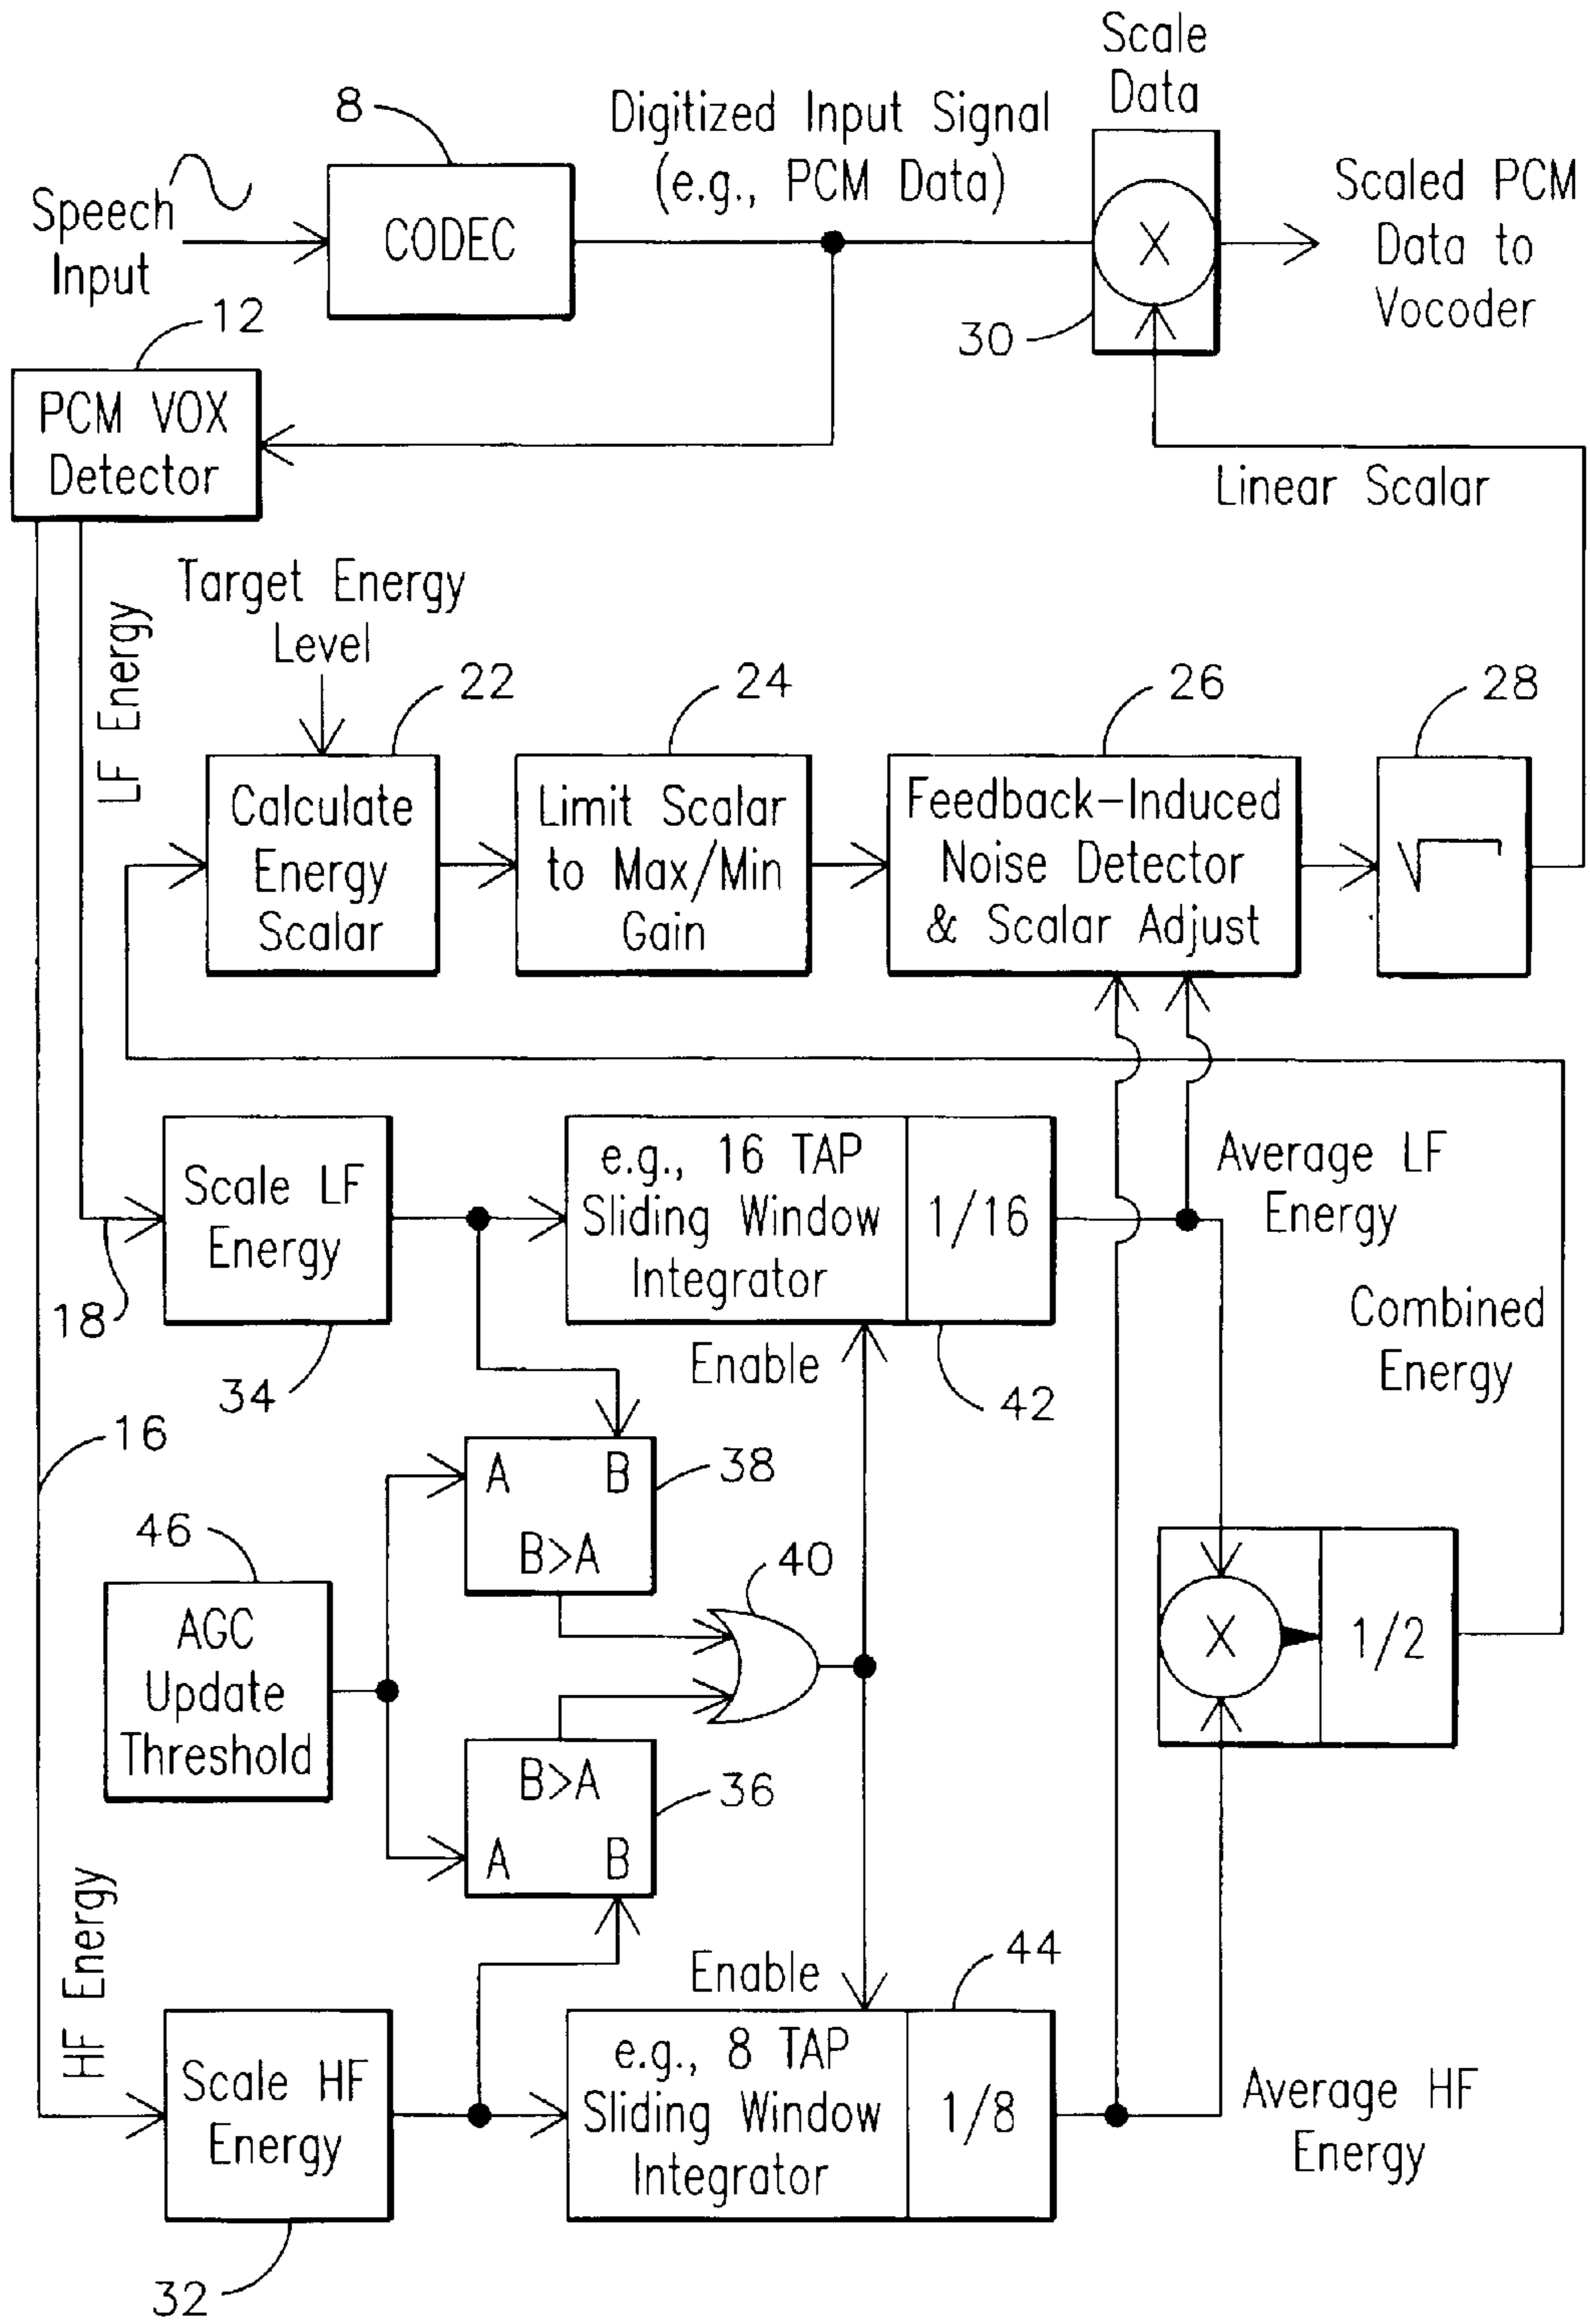 Scale
Data
8
Digitized Input Signal
(e.g., PCM Data)
Speech
Input
CODEC
X
Scaled PCM
Data to
Vocoder
30
12
PCM VOX
Detector
Linear Scalar
Target Energy
Level
LF Energy
22
24
26
28
Calculate
Energy
Scalar
Limit Scalar
to Max/Min
Gain
Feedback-Induced
Noise Detector
& Scalar Adjust
√
Scale LF
Energy
e.g., 16 TAP
Sliding Window
Integrator
1/16
Average LF
Energy
18
34
Enable
42
Combined
Energy
16
A B
B>A
38
46
AGC
Update
Threshold
40
X
1/2
B>A
A B
36
HF Energy
Enable
44
Scale HF
Energy
e.g., 8 TAP
Sliding Window
Integrator
1/8
Average HF
Energy
32